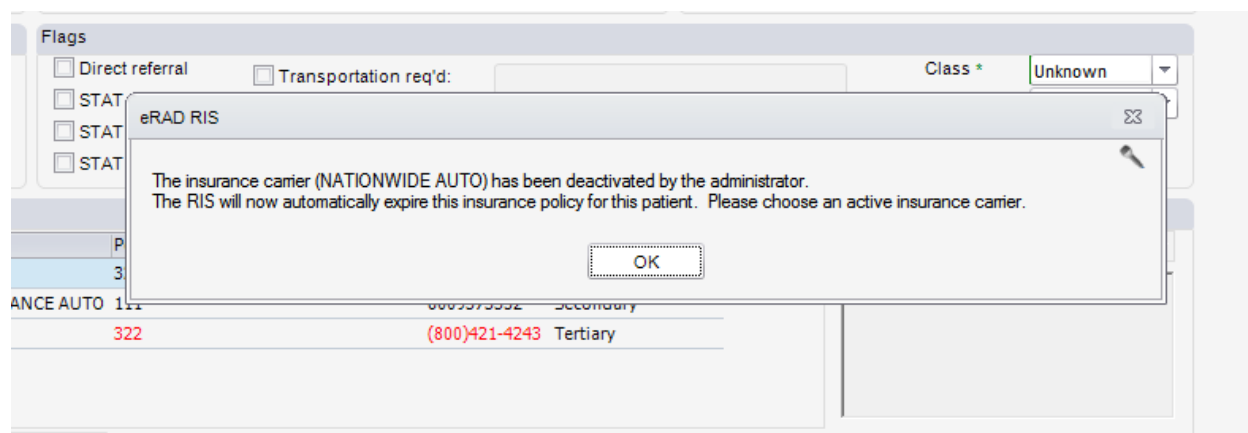 Flags
Direct referral
Transportation req'd:
Class *
Unknown
STAT
STAT
STAT
eRAD RIS
The insurance carrier (NATIONWIDE AUTO) has been deactivated by the administrator.
The RIS will now automatically expire this insurance policy for this patient. Please choose an active insurance carrier.
OK
P
3
ANCE AUTO 111 Secondary
322 (800)421-4243 Tertiary